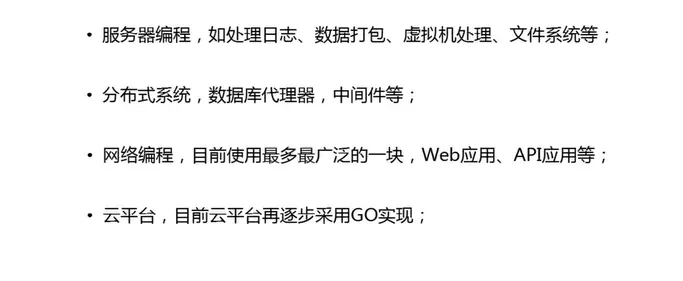 • 服务器编程，如处理日志、数据打包、虚拟机处理、文件系统等；
• 分布式系统，数据库代理器，中间件等；
• 网络编程，目前使用最多最广泛的一块，Web应用、API应用等；
• 云平台，目前云平台再逐步采用GO实现；